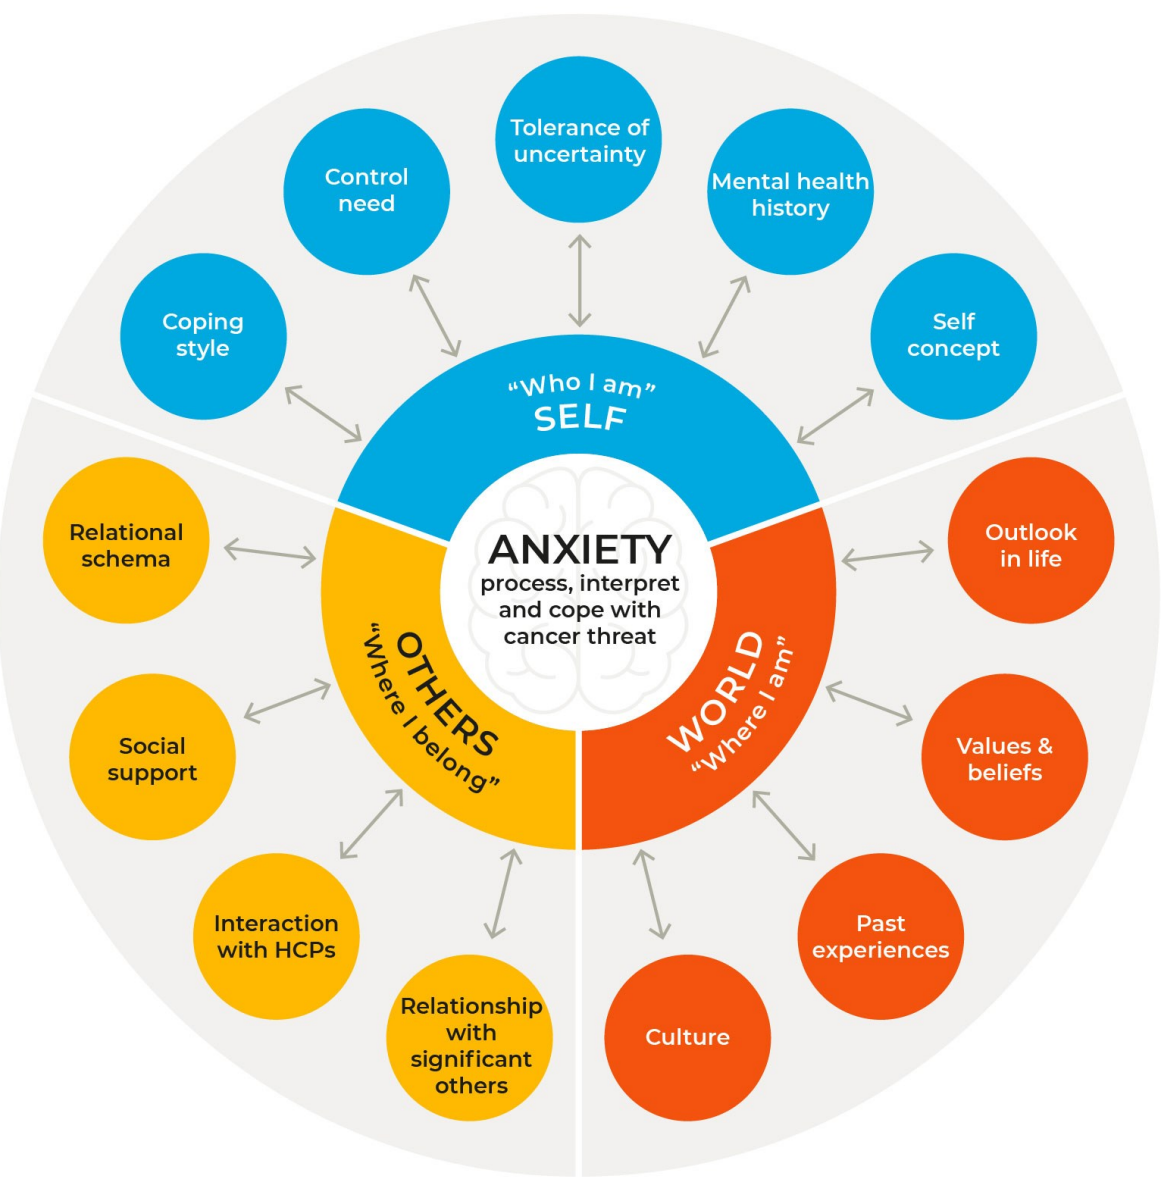 Tolerance of
uncertainty
Control
need
Mental health
history
Coping
style
Self
concept
“Who I am”
SELF
ANXIETY
process, interpret
and cope with
cancer threat
Relational
schema
Outlook
in life
OTHERS
“Where I belong”
WORLD
“Where I am”
Social
support
Values &
beliefs
Interaction
with HCPs
Past
experiences
Relationship
with
significant
others
Culture